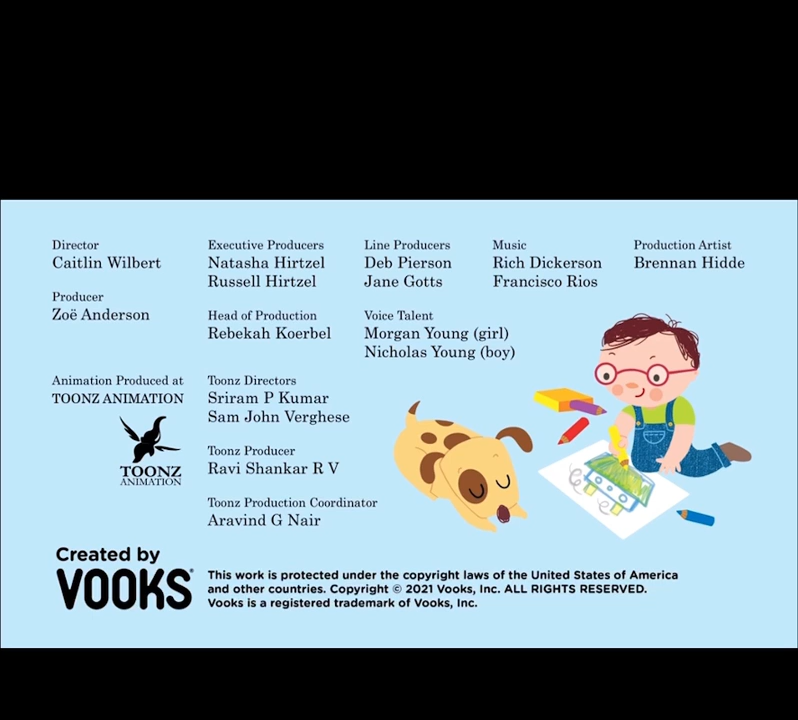 Director
Caitlin Wilbert
Producer
Zoë Anderson
Executive Producers
Natasha Hirtzel
Russell Hirtzel
Head of Production
Rebekah Koerbel
Line Producers
Deb Pierson
Jane Gotts
Voice Talent
Morgan Young (girl)
Nicholas Young (boy)
Music
Rich Dickerson
Francisco Rios
Production Artist
Brennan Hidde
Animation Produced at
TOONZ ANIMATION
TOONZ
ANIMATION
Toonz Directors
Sriram P Kumar
Sam John Verghese
Toonz Producer
Ravi Shankar R V
Toonz Production Coordinator
Aravind G Nair
Created by
VOOKS®
This work is protected under the copyright laws of the United States of America
and other countries. Copyright © 2021 Vooks, Inc. ALL RIGHTS RESERVED.
Vooks is a registered trademark of Vooks, Inc.